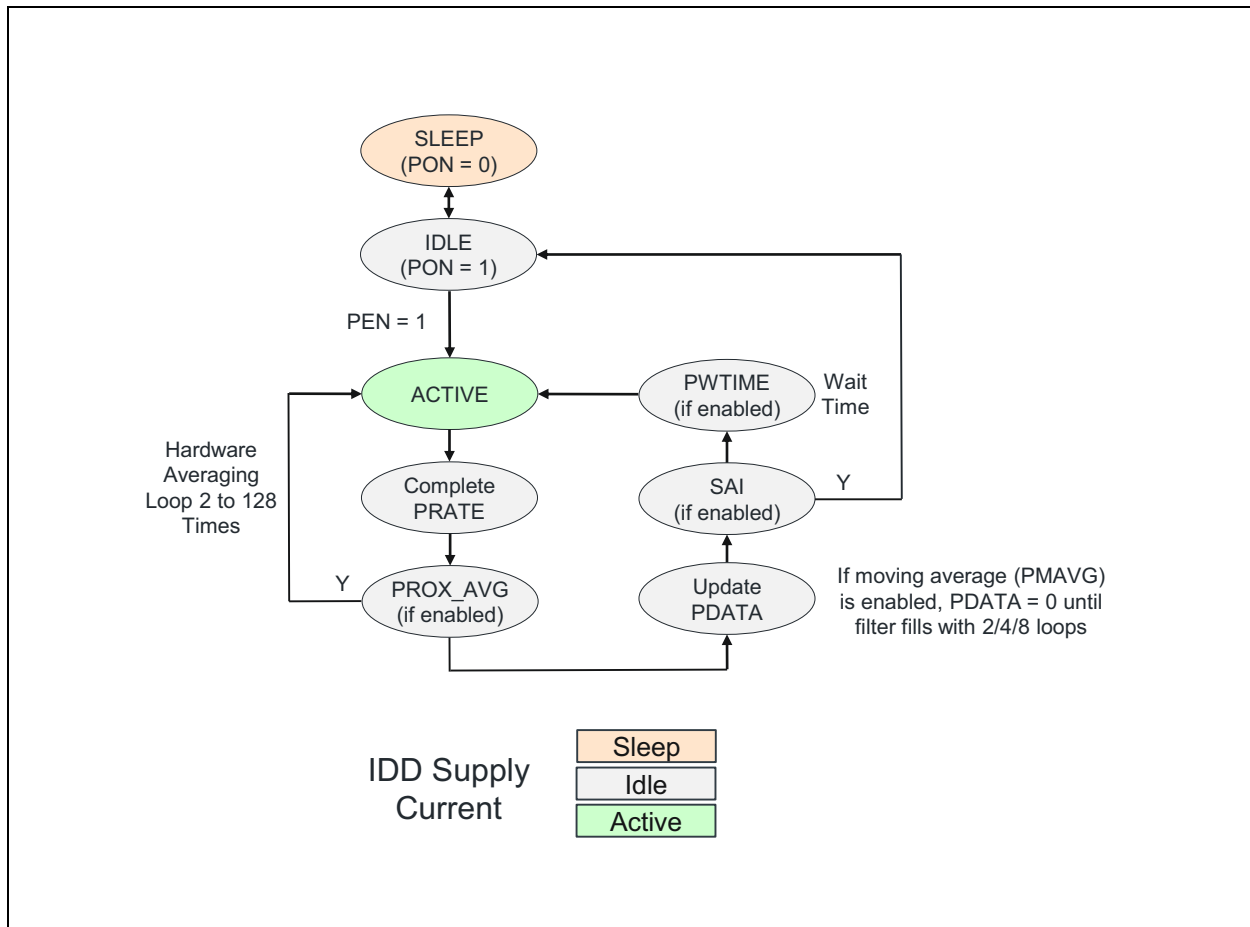 SLEEP
(PON = 0)
IDLE
(PON = 1)
PEN = 1
ACTIVE
PWTIME
(if enabled)
Wait
Time
Hardware
Averaging
Loop 2 to 128
Times
Complete
PRATE
SAI
(if enabled)
Y
Y
PROX_AVG
(if enabled)
Update
PDATA
If moving average (PMAVG)
is enabled, PDATA = 0 until
filter fills with 2/4/8 loops
IDD Supply
Current
Sleep
Idle
Active